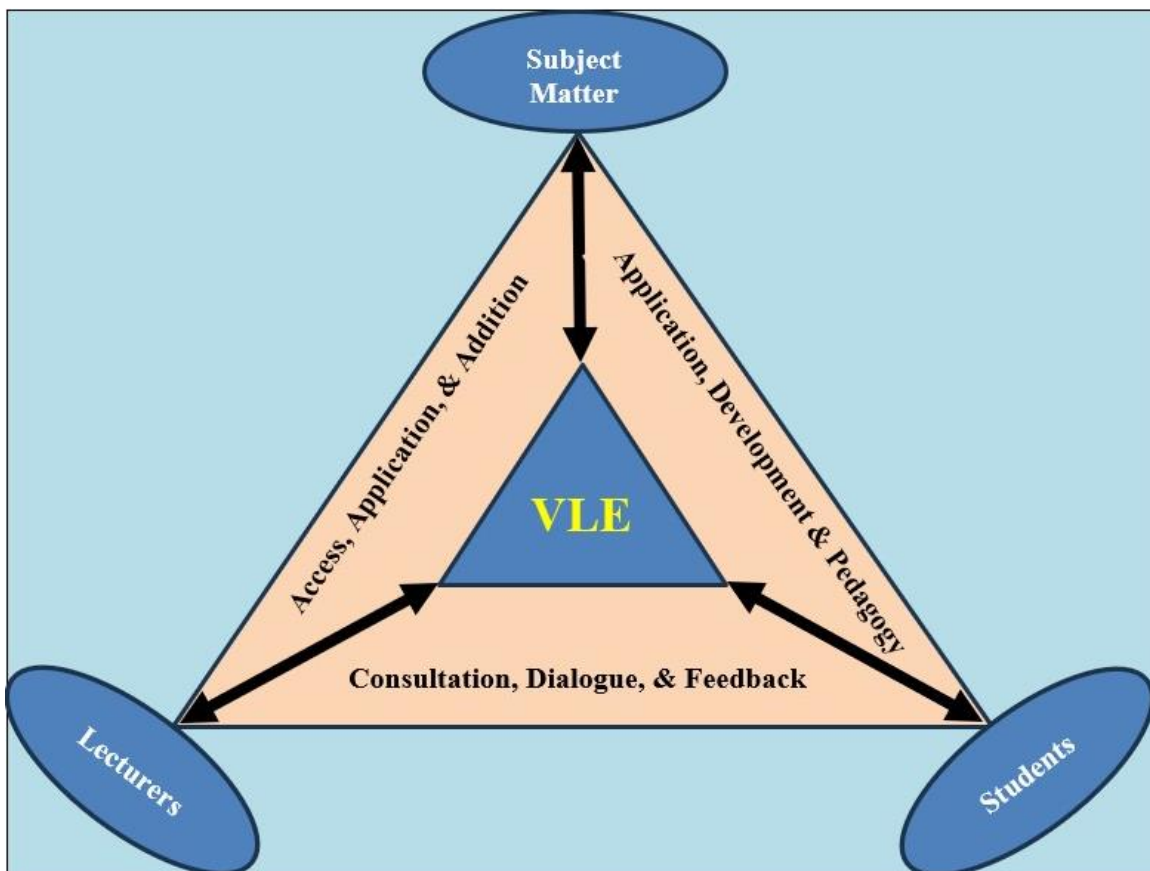 Subject
Matter
Access, Application, & Addition
Application, Development & Pedagogy
VLE
Consultation, Dialogue, & Feedback
Lecturers
Students